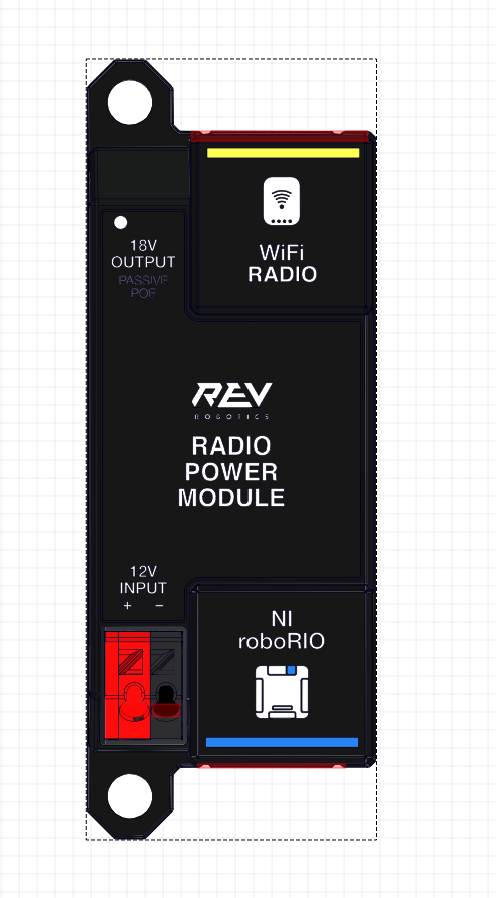 WiFi
RADIO
18V
OUTPUT
PASSIVE
POE
REV
ROBOTICS
RADIO
POWER
MODULE
12V
INPUT
+ −
NI
roboRIO